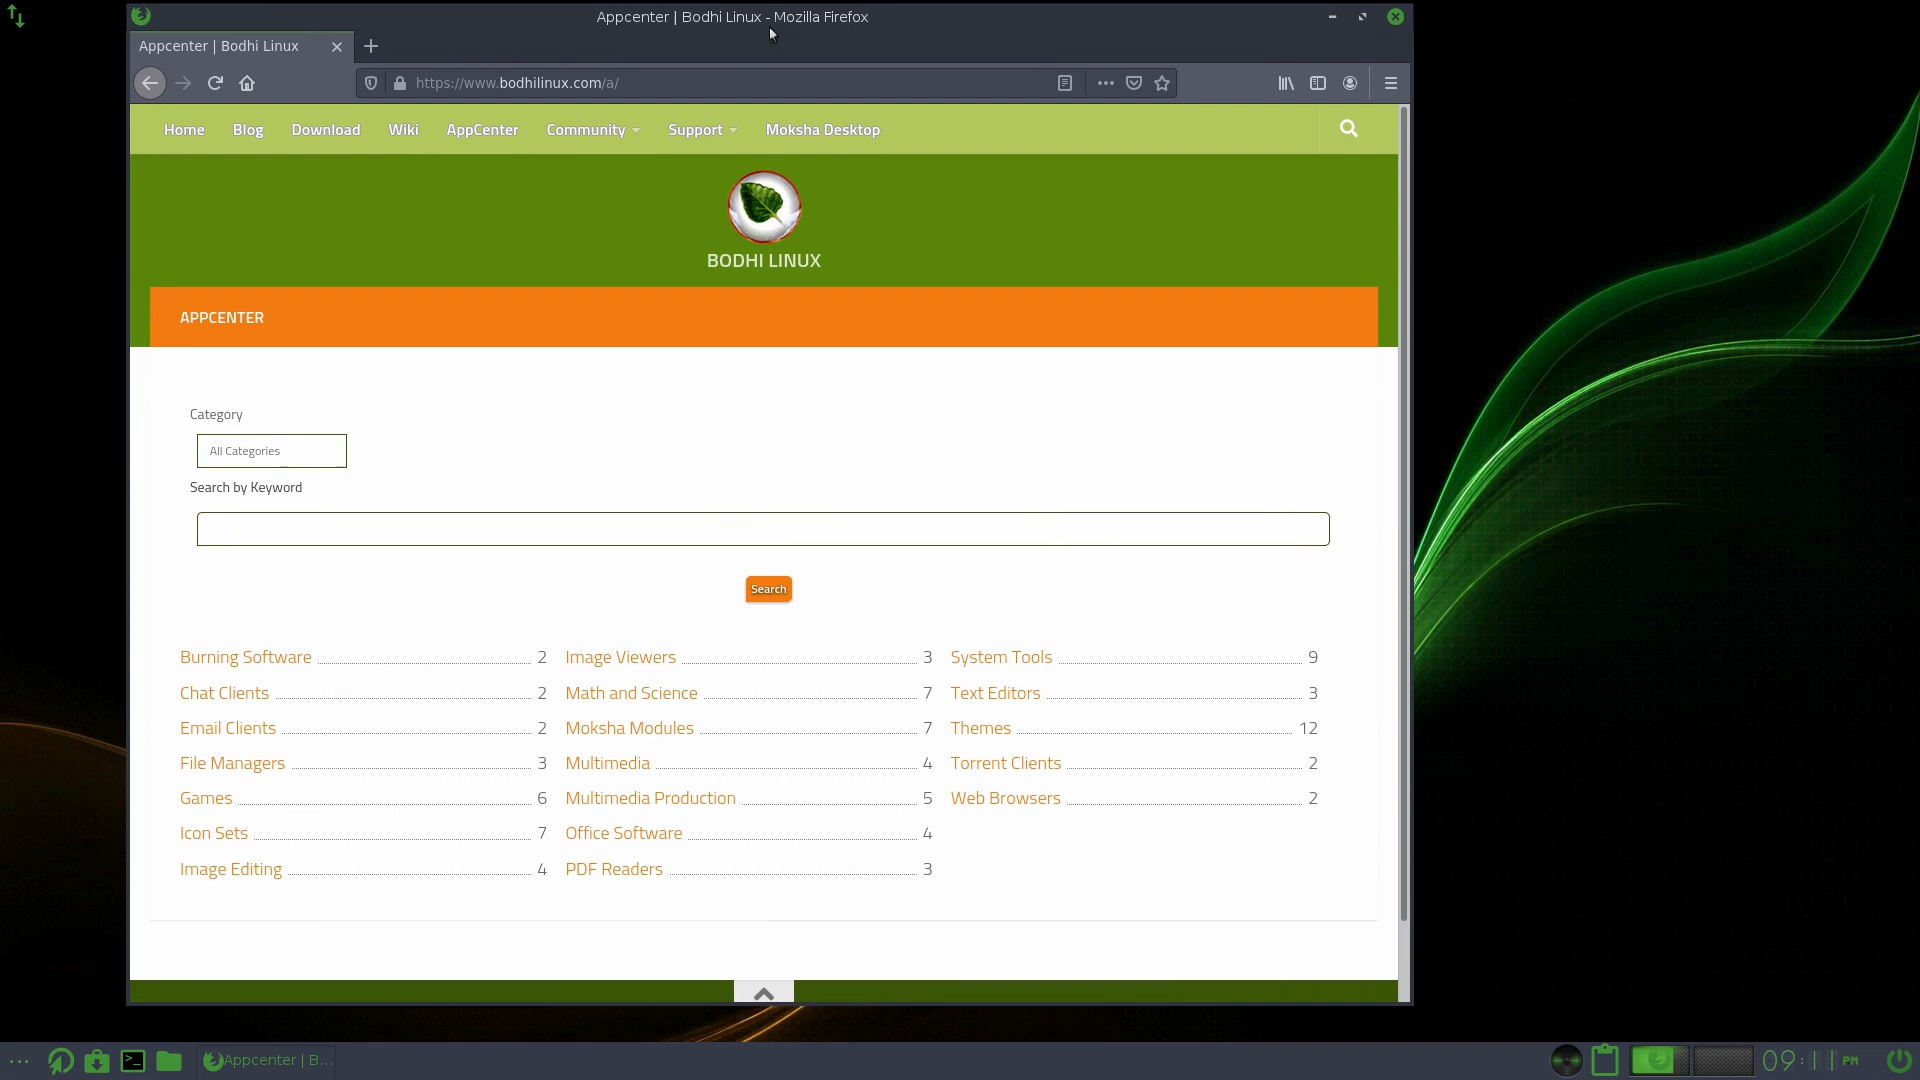 Appcenter | Bodhi Linux - Mozilla Firefox
Appcenter | Bodhi Linux
https://www.bodhilinux.com/a/
Home Blog Download Wiki AppCenter Community Support Moksha Desktop
BODHI LINUX
APPCENTER
Category
All Categories
Search by Keyword
Search
Burning Software 2 Image Viewers 3 System Tools 9
Chat Clients 2 Math and Science 7 Text Editors 3
Email Clients 2 Moksha Modules 7 Themes 12
File Managers 3 Multimedia 4 Torrent Clients 2
Games 6 Multimedia Production 5 Web Browsers 2
Icon Sets 7 Office Software 4
Image Editing 4 PDF Readers 3
Appcenter | B... 09:11 PM